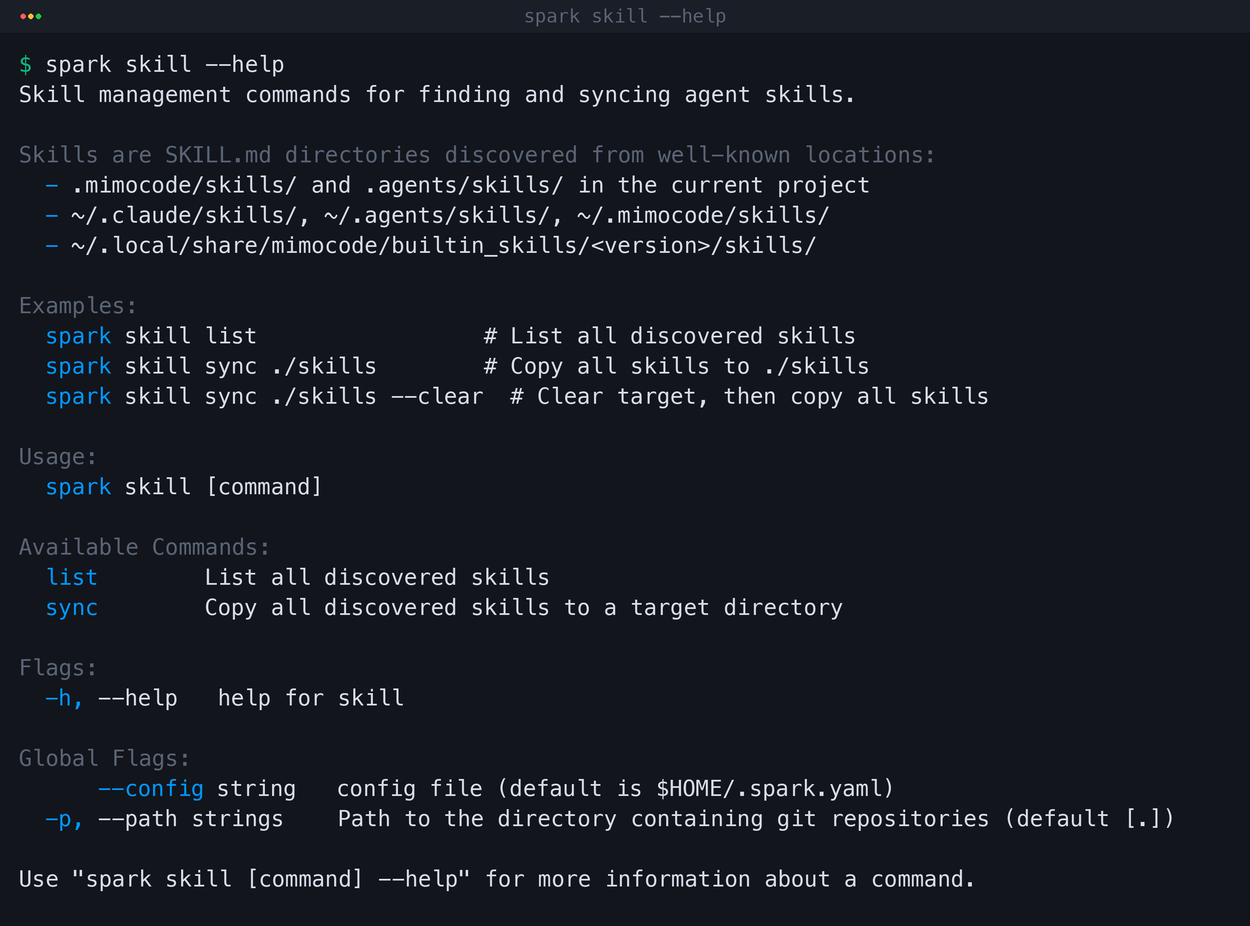 spark skill --help
$ spark skill --help
Skill management commands for finding and syncing agent skills.

Skills are SKILL.md directories discovered from well-known locations:
  - .mimocode/skills/ and .agents/skills/ in the current project
  - ~/.claude/skills/, ~/.agents/skills/, ~/.mimocode/skills/
  - ~/.local/share/mimocode/builtin_skills/<version>/skills/

Examples:
  spark skill list                 # List all discovered skills
  spark skill sync ./skills        # Copy all skills to ./skills
  spark skill sync ./skills --clear  # Clear target, then copy all skills

Usage:
  spark skill [command]

Available Commands:
  list        List all discovered skills
  sync        Copy all discovered skills to a target directory

Flags:
  -h, --help   help for skill

Global Flags:
      --config string   config file (default is $HOME/.spark.yaml)
  -p, --path strings    Path to the directory containing git repositories (default [.])

Use "spark skill [command] --help" for more information about a command.